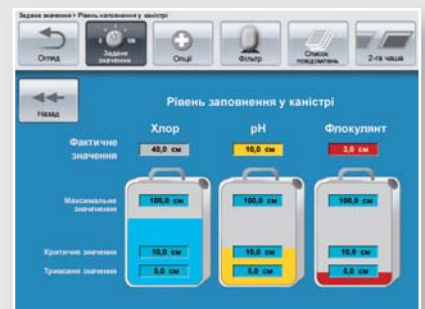 Задане значення > Рівень заповнення у каністрі
Огляд
Задане значення
Опції
Фільтр
Список повідомлень
2-га чаша
Назад
Рівень заповнення у каністрі
Хлор pH Флокулянт
Фактичне значення
40,0 см 10,0 см 3,0 см
Максимальне значенення
100,0 см 100,0 см 100,0 см
Критичне значення
10,0 см 10,0 см 10,0 см
Тривожне значення
5,0 см 5,0 см 5,0 см